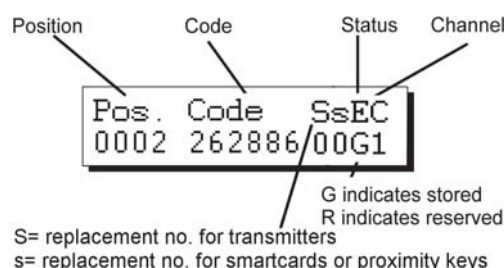 Position Code Status Channel
Pos. Code SsEC
0002 262886 00G1
G indicates stored
R indicates reserved
S= replacement no. for transmitters
s= replacement no. for smartcards or proximity keys